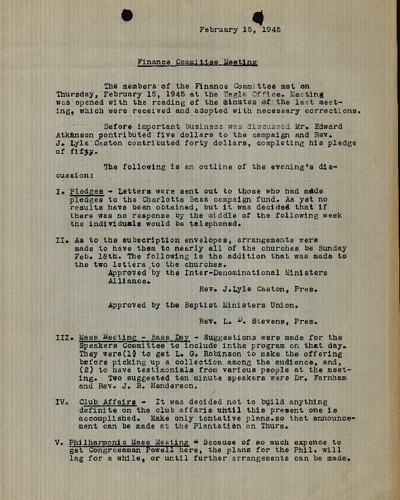 February 15, 1945
Finance Committee Meeting
The members of the Finance Committee met on
Thursday, February 15, 1945 at the Eagle Office. Meeting
was opened with the reading of the minutes of the last meet-
ing, which were received and adopted with necessary corrections.
Before important business was discussed Mr. Edward
Atkinson contributed five dollars to the campaign and Rev.
J. Lyle Caston contributed forty dollars, completing his pledge
of fifty.
The following is an outline of the evening's dis-
cussion:
I. Pledges - Letters were sent out to those who had made
pledges to the Charlotta Bass campaign fund. As yet no
results have been obtained, but it was decided that if
there was no response by the middle of the following week
the individuals would be telephoned.
II. As to the subscription envelopes, arrangements were
made to have them to nearly all of the churches be Sunday
Feb. 18th. The following is the addition that was made to
the two letters to the churches.
Approved by the Inter-Denominational Ministers
Alliance.
Rev. J.Lyle Caston, Pres.
Approved by the Baptist Ministers Union.
Rev. L. D. Stevens, Pres.
III. Mass Meeting - Bass Day - Suggestions were made for the
Speakers Committee to include inthe program on that day.
They were(1) to get L. G. Robinson to make the offering
before picking up a collection among the audience, and,
(2) to have testimonials from various people at the meet-
ing. Two suggested ten minute speakers were Dr. Farnham
and Rev. J. R. Henderson.
IV. Club Affairs - It was decided not to build anything
definite on the club affaris until this present one is
accomplished. Make only tentative plans.so that announce-
ment can be made at the Plantation on Thurs.
V. Philharmonic Mass Meeting - Because of so much expence to
get Congressman Powell here, the plans for the Phil. will
lag for a while, or until further arrangements can be made.